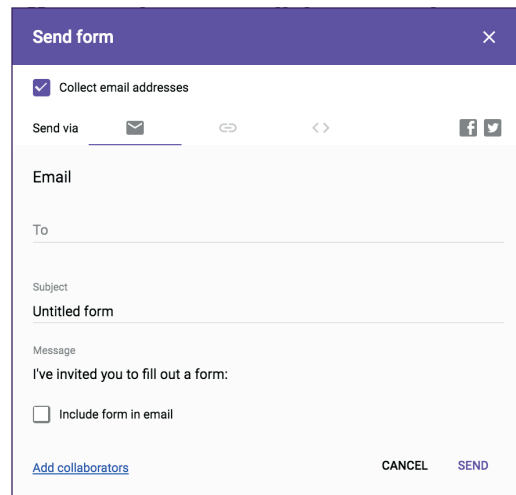 Send form
Collect email addresses
Send via
Email
To
Subject
Untitled form
Message
I've invited you to fill out a form:
Include form in email
Add collaborators CANCEL SEND